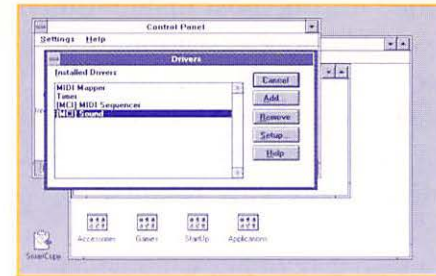 Control Panel
Settings Help
Drivers
Installed Drivers
MIDI Mapper
Timer
[MCI] MIDI Sequencer
[MCI] Sound
Cancel
Add...
Remove
Setup...
Help
Accessories
Games
StartUp
Applications